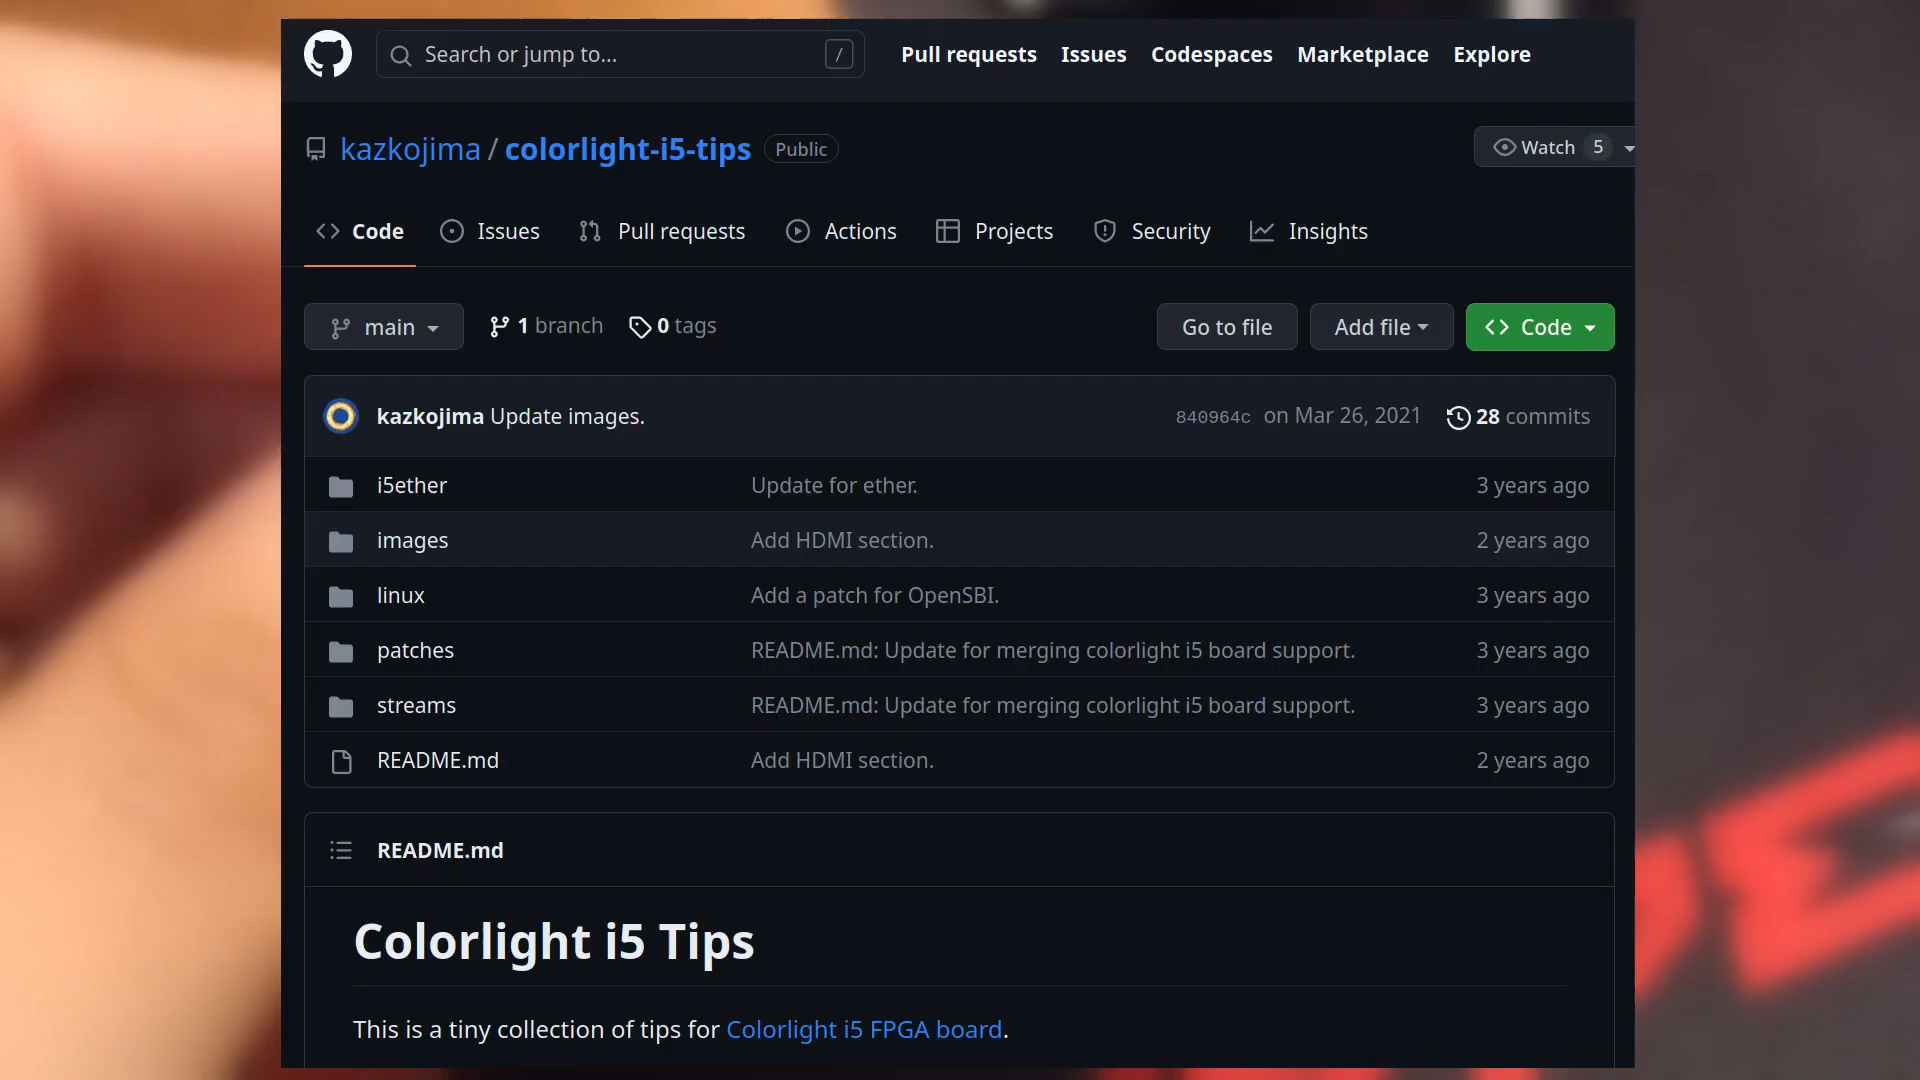 Search or jump to... /
Pull requests Issues Codespaces Marketplace Explore
kazkojima / colorlight-i5-tips Public
Watch 5
Code Issues Pull requests Actions Projects Security Insights
main 1 branch 0 tags Go to file Add file Code
kazkojima Update images. 840964c on Mar 26, 2021 28 commits
i5ether Update for ether. 3 years ago
images Add HDMI section. 2 years ago
linux Add a patch for OpenSBI. 3 years ago
patches README.md: Update for merging colorlight i5 board support. 3 years ago
streams README.md: Update for merging colorlight i5 board support. 3 years ago
README.md Add HDMI section. 2 years ago
README.md
Colorlight i5 Tips
This is a tiny collection of tips for Colorlight i5 FPGA board.